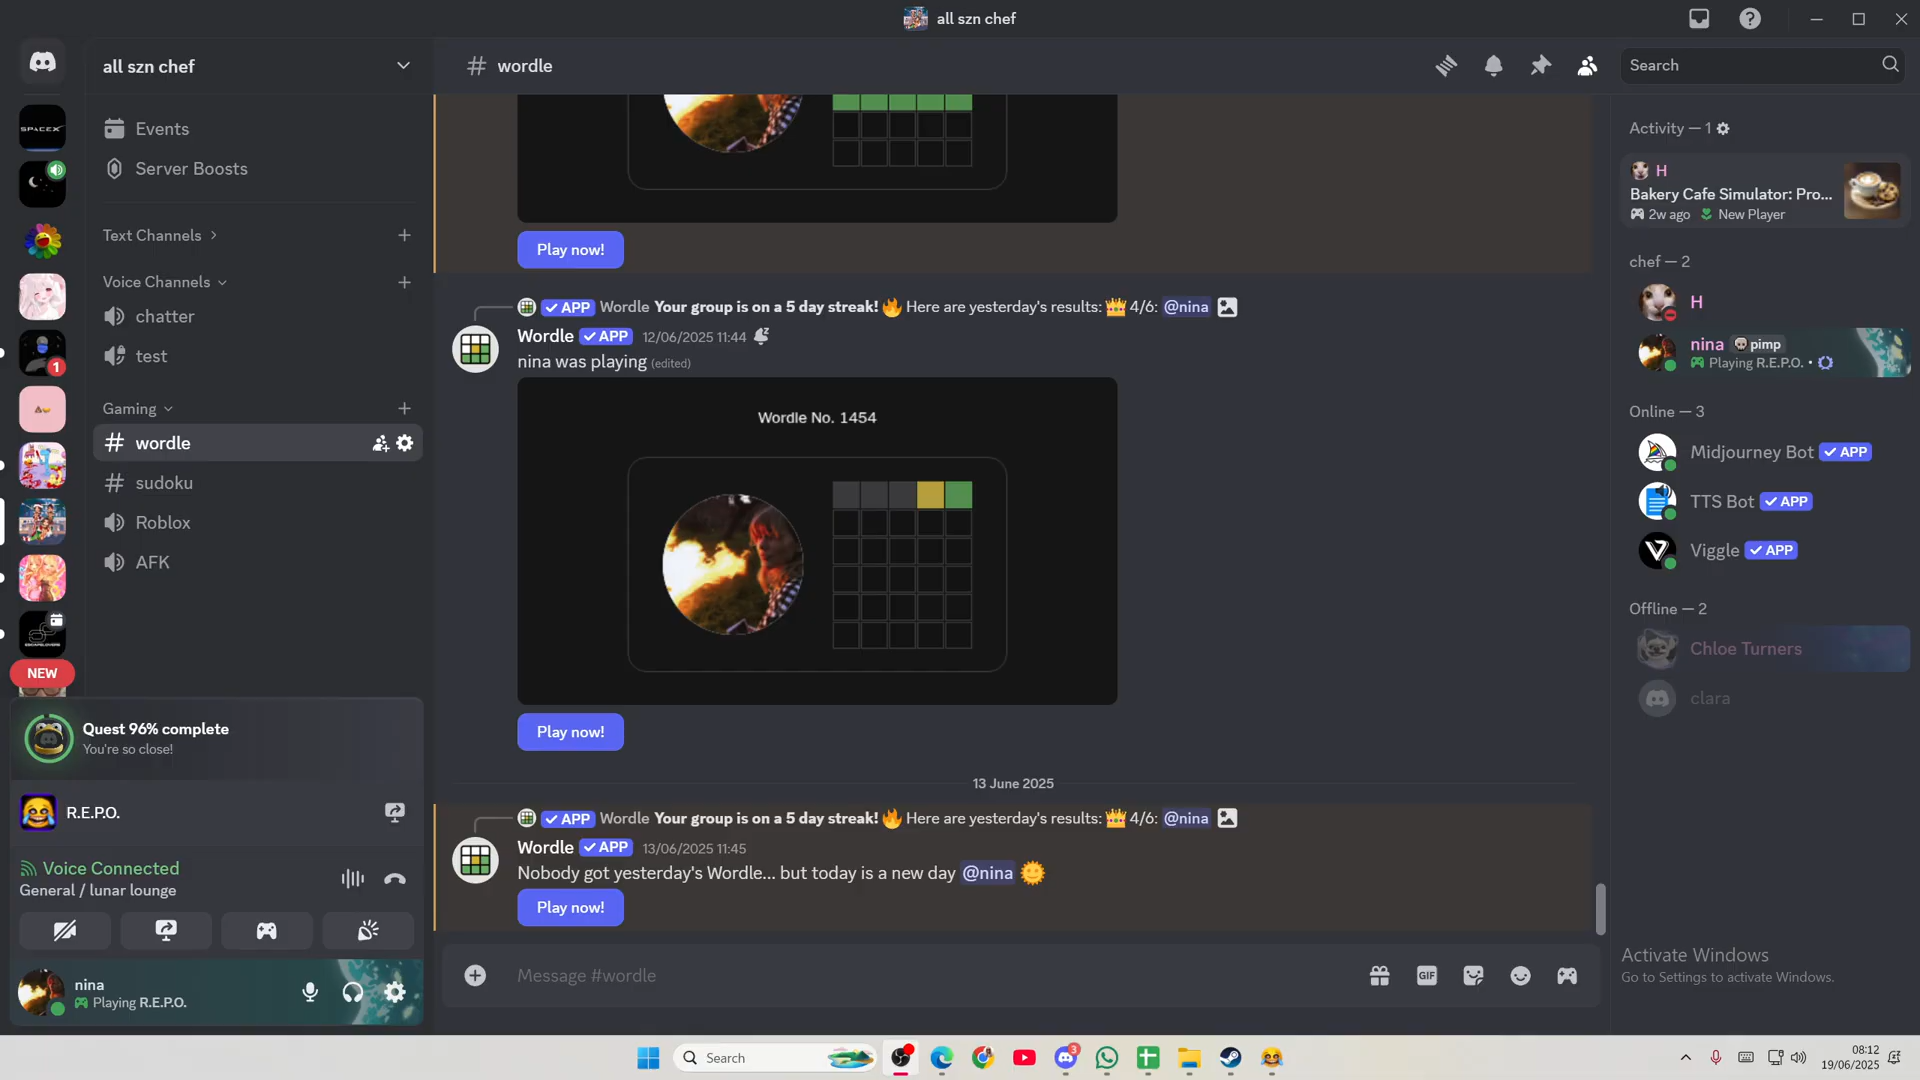 all szn chef
SPACEX
1
ESCAPELOVERS
NEW
all szn chef
Events
Server Boosts
Text Channels
Voice Channels
chatter
test
Gaming
wordle
sudoku
Roblox
AFK
Quest 96% complete
You're so close!
R.E.P.O.
Voice Connected
General / lunar lounge
nina
Playing R.E.P.O.
wordle
Search
Play now!
APP Wordle Your group is on a 5 day streak! 🔥 Here are yesterday's results: 👑 4/6: @nina
Wordle APP 12/06/2025 11:44
nina was playing (edited)
Wordle No. 1454
Play now!
13 June 2025
APP Wordle Your group is on a 5 day streak! 🔥 Here are yesterday's results: 👑 4/6: @nina
Wordle APP 13/06/2025 11:45
Nobody got yesterday's Wordle... but today is a new day @nina 🌞
Play now!
Message #wordle
GIF
Activity — 1
H
Bakery Cafe Simulator: Pro...
2w ago New Player
chef — 2
H
nina pimp
Playing R.E.P.O. •
Online — 3
Midjourney Bot APP
TTS Bot APP
Viggle APP
Offline — 2
Chloe Turners
clara
Activate Windows
Go to Settings to activate Windows.
Search
3
08:12
19/06/2025